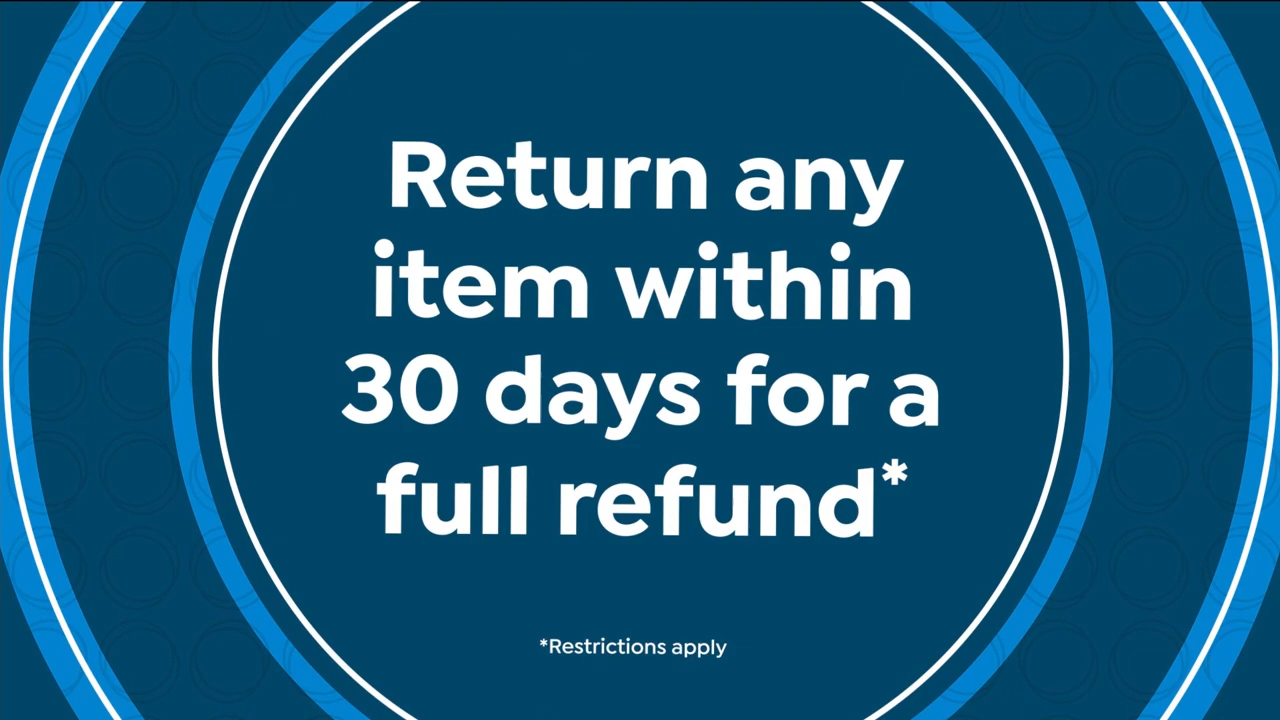 Return any
item within
30 days for a
full refund*
*Restrictions apply